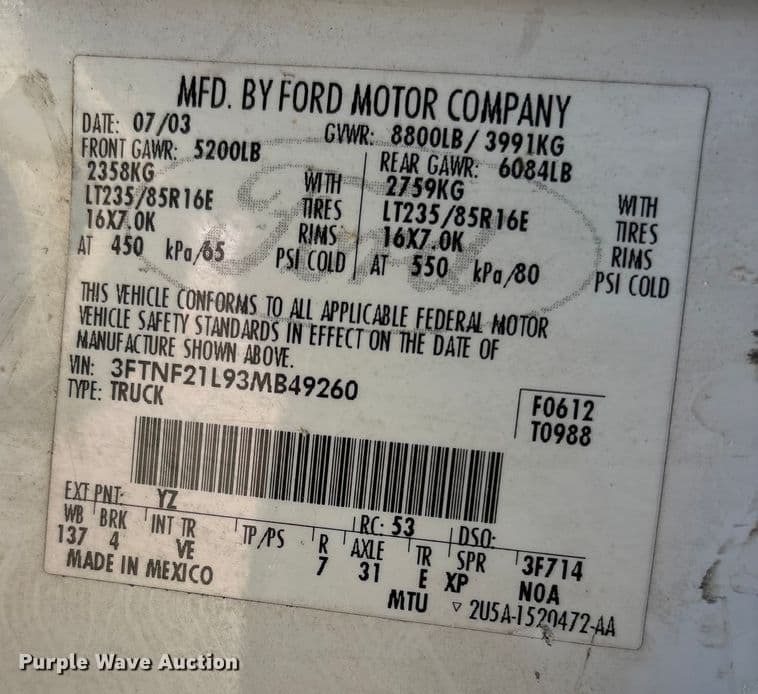 MFD. BY FORD MOTOR COMPANY
DATE: 07/03 GVWR: 8800LB/ 3991KG
FRONT GAWR: 5200LB REAR GAWR: 6084LB
2358KG WITH 2759KG WITH
LT235/85R16E TIRES LT235/85R16E TIRES
16X7.0K RIMS 16X7.0K RIMS
AT 450 kPa/65 PSI COLD AT 550 kPa/80 PSI COLD
Ford
THIS VEHICLE CONFORMS TO ALL APPLICABLE FEDERAL MOTOR
VEHICLE SAFETY STANDARDS IN EFFECT ON THE DATE OF
MANUFACTURE SHOWN ABOVE.
VIN: 3FTNF21L93MB49260
TYPE: TRUCK
F0612
T0988
EXT PNT: YZ RC: 53 DSO:
WB BRK INT TR TP/PS R AXLE TR SPR 3F714
137 4 VE 7 31 E XP NOA
MADE IN MEXICO MTU ▽ 2U5A-1520472-AA
Purple Wave Auction